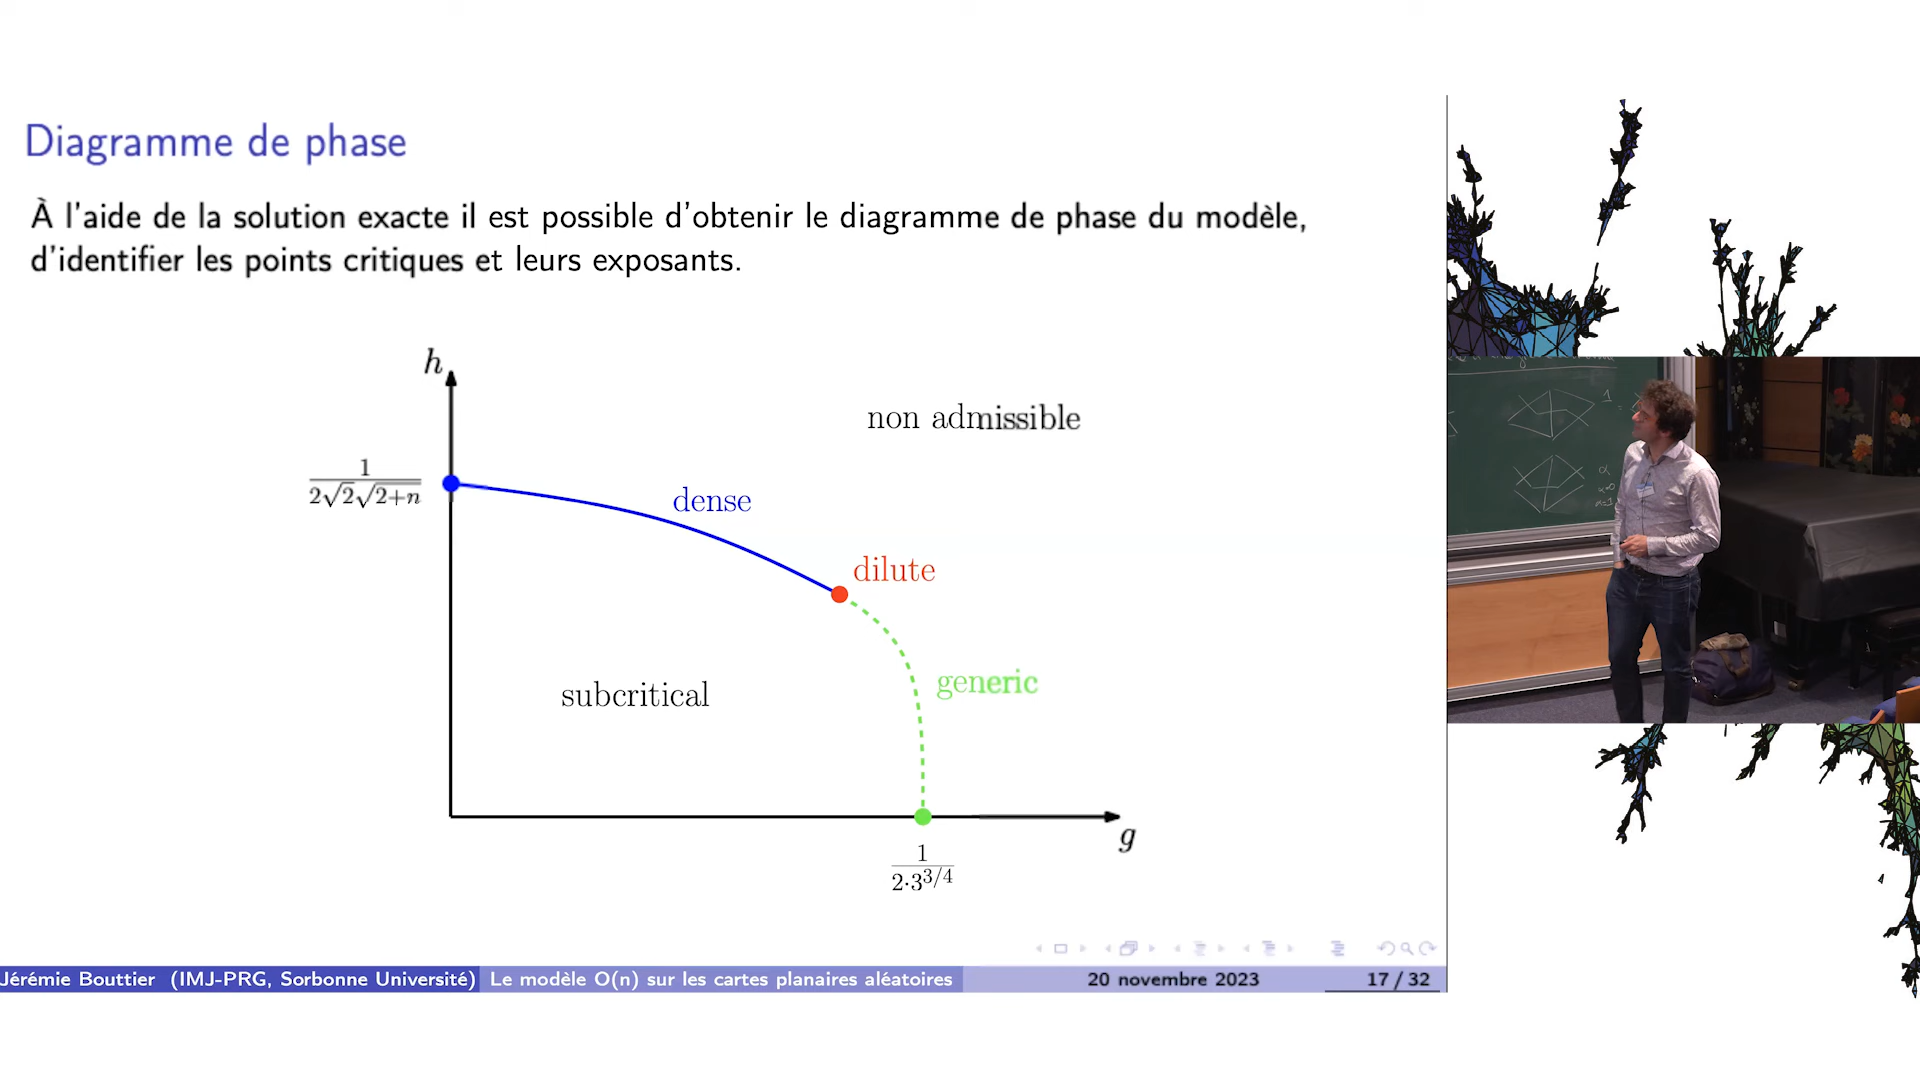 Diagramme de phase
À l'aide de la solution exacte il est possible d'obtenir le diagramme de phase du modèle,
d'identifier les points critiques et leurs exposants.
h
non admissible
1
2√2√2+n
dense
dilute
subcritical
generic
g
1
2·3^{3/4}
Jérémie Bouttier (IMJ-PRG, Sorbonne Université) Le modèle O(n) sur les cartes planaires aléatoires 20 novembre 2023 17 / 32